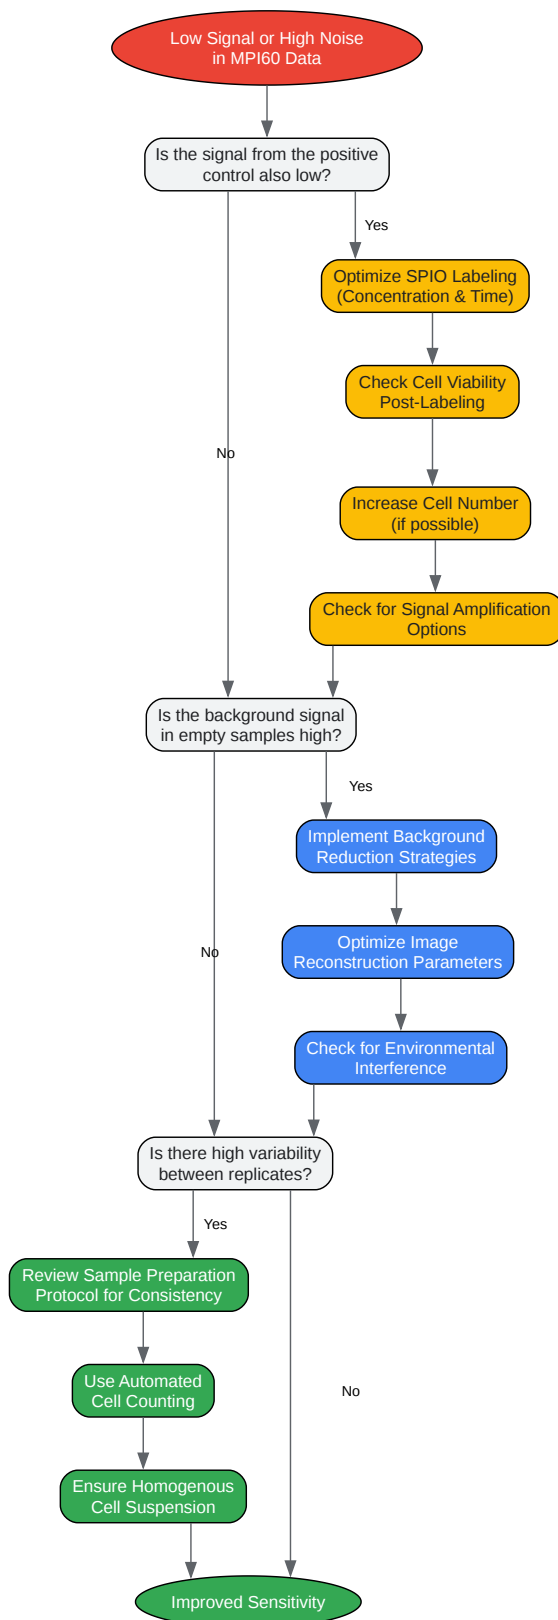 Low Signal or High Noise
in MPI60 Data
Is the signal from the positive
control also low?
Yes
Optimize SPIO Labeling
(Concentration & Time)
Check Cell Viability
Post-Labeling
No
Increase Cell Number
(if possible)
Check for Signal Amplification
Options
Is the background signal
in empty samples high?
Yes
Implement Background
Reduction Strategies
No
Optimize Image
Reconstruction Parameters
Check for Environmental
Interference
Is there high variability
between replicates?
Yes
Review Sample Preparation
Protocol for Consistency
Use Automated
Cell Counting
No
Ensure Homogenous
Cell Suspension
Improved Sensitivity